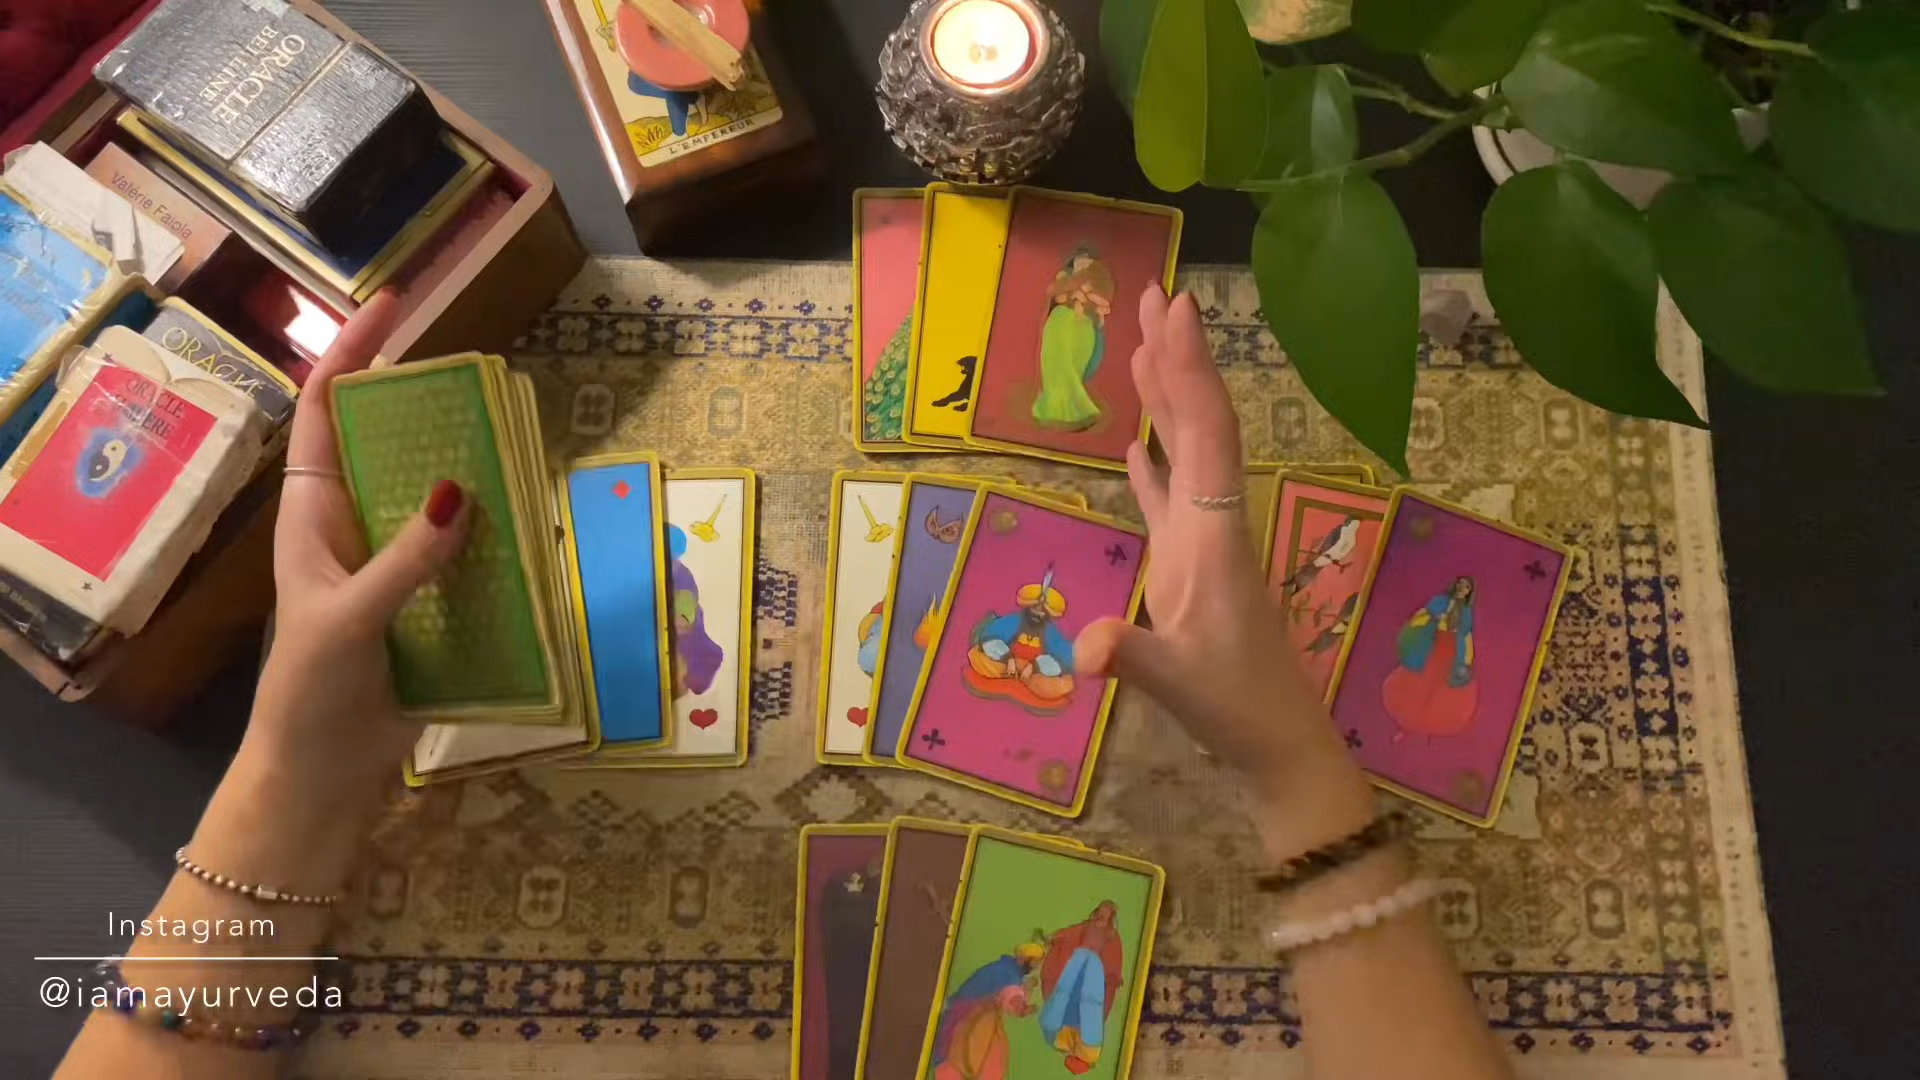 ORACLE
BELLINE
L'EMPEREUR
Valérie Faiola
ORACLE
ORACLE
Instagram
@iamayurveda